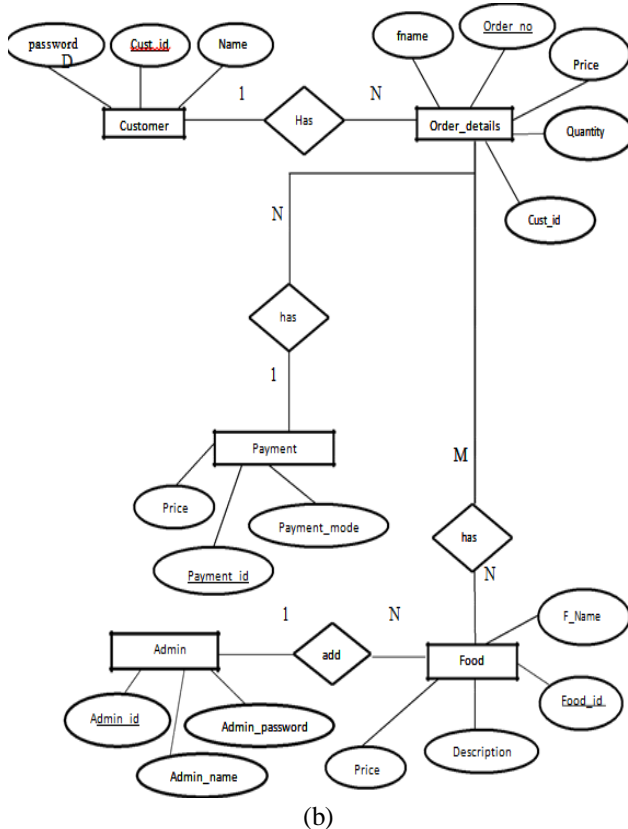 password
D
Cust_id
Name
fname
Order_no
Price
Customer
1
Has
N
Order_details
Quantity
Cust_id
N
has
1
Payment
M
Price
Payment_mode
Payment_id
has
N
F_Name
Admin
1
add
N
Food
Food_id
Admin_id
Admin_password
Admin_name
Price
Description
(b)